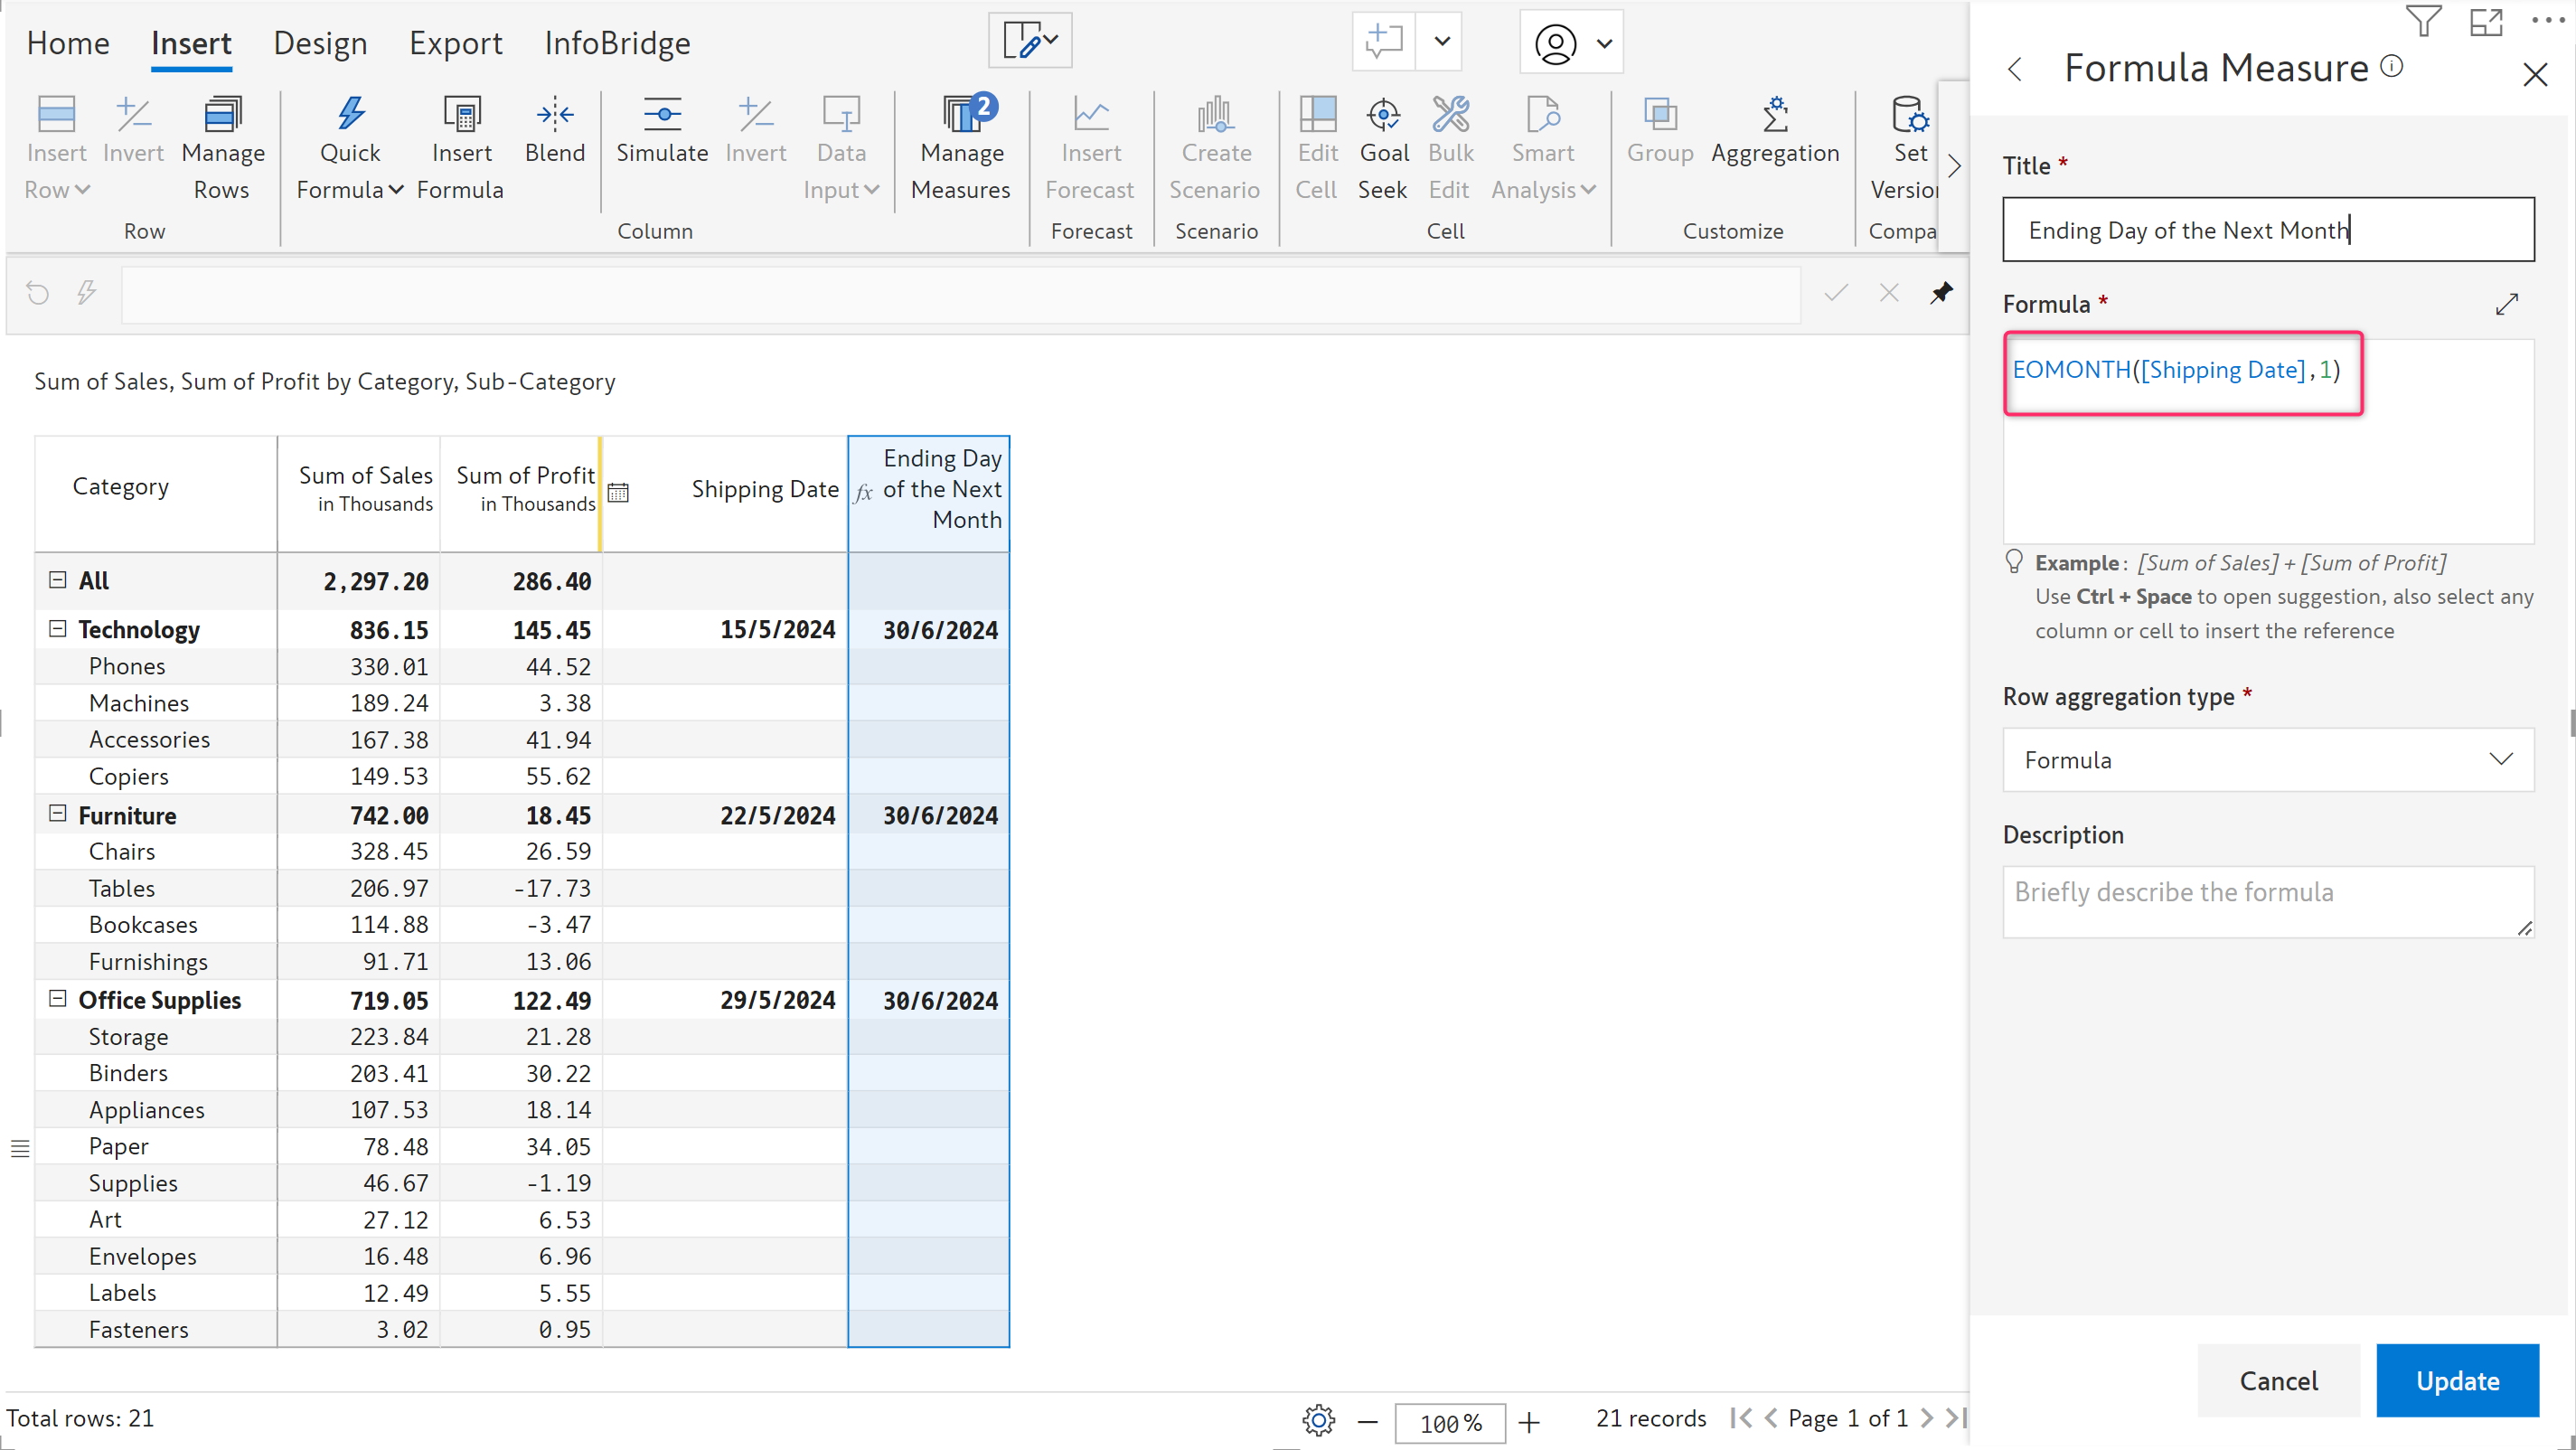 Home Insert Design Export InfoBridge
Insert Row
Invert
Manage Rows
Row
Quick Formula
Insert Formula
Blend
Simulate
Invert
Data Input
Column
2
Manage Measures
Insert Forecast
Forecast
Create Scenario
Scenario
Edit Cell
Goal Seek
Bulk Edit
Smart Analysis
Cell
Group
Aggregation
Customize
Set Versio
Compa
Sum of Sales, Sum of Profit by Category, Sub-Category
Category
Sum of Sales
in Thousands
Sum of Profit
in Thousands
Shipping Date
fx
Ending Day
of the Next
Month
All 2,297.20 286.40
Technology 836.15 145.45 15/5/2024 30/6/2024
Phones 330.01 44.52
Machines 189.24 3.38
Accessories 167.38 41.94
Copiers 149.53 55.62
Furniture 742.00 18.45 22/5/2024 30/6/2024
Chairs 328.45 26.59
Tables 206.97 -17.73
Bookcases 114.88 -3.47
Furnishings 91.71 13.06
Office Supplies 719.05 122.49 29/5/2024 30/6/2024
Storage 223.84 21.28
Binders 203.41 30.22
Appliances 107.53 18.14
Paper 78.48 34.05
Supplies 46.67 -1.19
Art 27.12 6.53
Envelopes 16.48 6.96
Labels 12.49 5.55
Fasteners 3.02 0.95
Total rows: 21
100%
21 records
Page 1 of 1
Formula Measure
Title *
Ending Day of the Next Month
Formula *
EOMONTH([Shipping Date],1)
Example: [Sum of Sales] + [Sum of Profit]
Use Ctrl + Space to open suggestion, also select any
column or cell to insert the reference
Row aggregation type *
Formula
Description
Briefly describe the formula
Cancel
Update